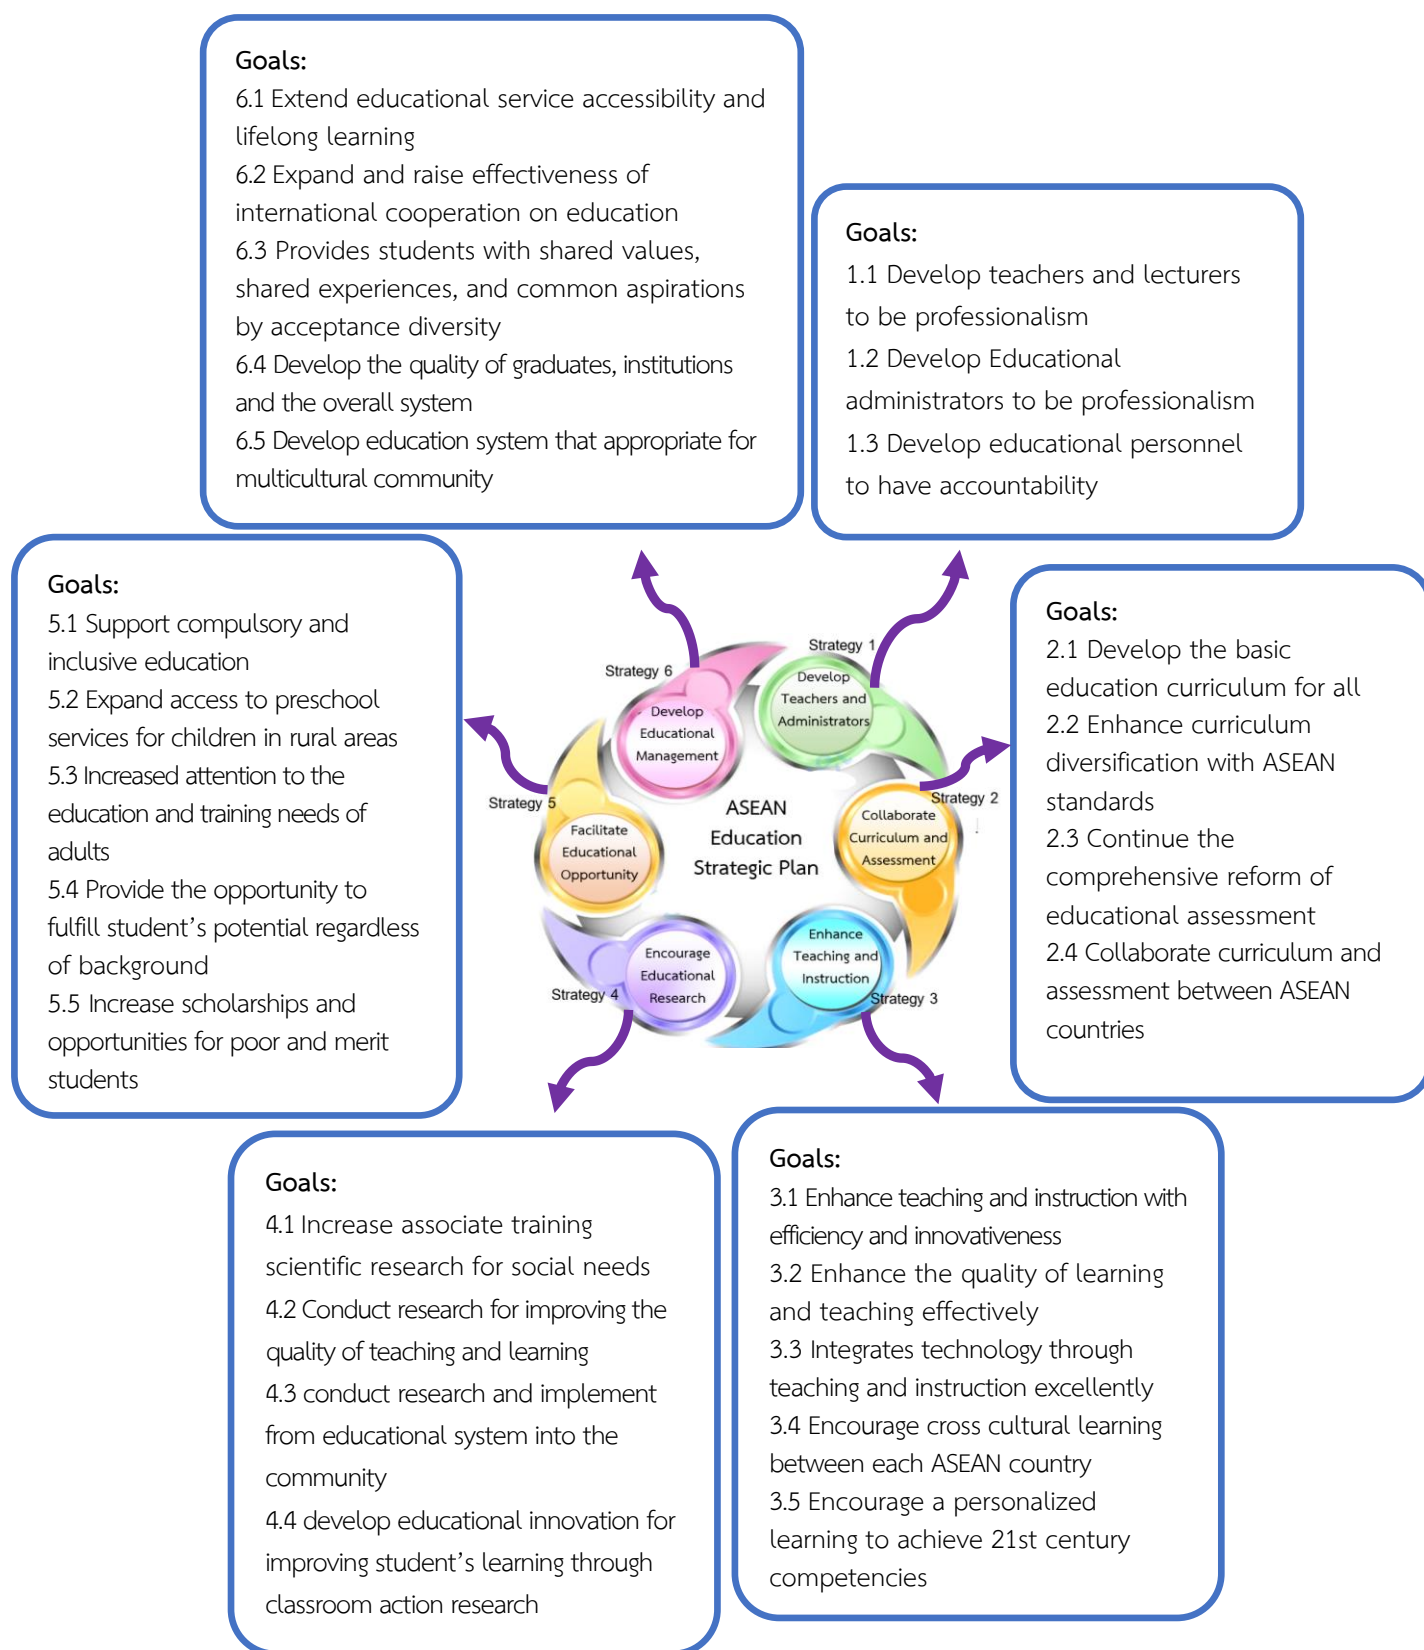 Goals:
6.1 Extend educational service accessibility and
lifelong learning
6.2 Expand and raise effectiveness of
international cooperation on education
6.3 Provides students with shared values,
shared experiences, and common aspirations
by acceptance diversity
6.4 Develop the quality of graduates, institutions
and the overall system
6.5 Develop education system that appropriate for
multicultural community
Goals:
1.1 Develop teachers and lecturers
to be professionalism
1.2 Develop Educational
administrators to be professionalism
1.3 Develop educational personnel
to have accountability
Goals:
5.1 Support compulsory and
inclusive education
5.2 Expand access to preschool
services for children in rural areas
5.3 Increased attention to the
education and training needs of
adults
5.4 Provide the opportunity to
fulfill student’s potential regardless
of background
5.5 Increase scholarships and
opportunities for poor and merit
students
Strategy 1
Develop
Teachers and
Administrators
Strategy 6
Develop
Educational
Management
Strategy 5
Facilitate
Educational
Opportunity
ASEAN
Education
Strategic Plan
Strategy 2
Collaborate
Curriculum and
Assessment
Strategy 4
Encourage
Educational
Research
Enhance
Teaching and
Instruction
Strategy 3
Goals:
2.1 Develop the basic
education curriculum for all
2.2 Enhance curriculum
diversification with ASEAN
standards
2.3 Continue the
comprehensive reform of
educational assessment
2.4 Collaborate curriculum and
assessment between ASEAN
countries
Goals:
4.1 Increase associate training
scientific research for social needs
4.2 Conduct research for improving the
quality of teaching and learning
4.3 conduct research and implement
from educational system into the
community
4.4 develop educational innovation for
improving student’s learning through
classroom action research
Goals:
3.1 Enhance teaching and instruction with
efficiency and innovativeness
3.2 Enhance the quality of learning
and teaching effectively
3.3 Integrates technology through
teaching and instruction excellently
3.4 Encourage cross cultural learning
between each ASEAN country
3.5 Encourage a personalized
learning to achieve 21st century
competencies